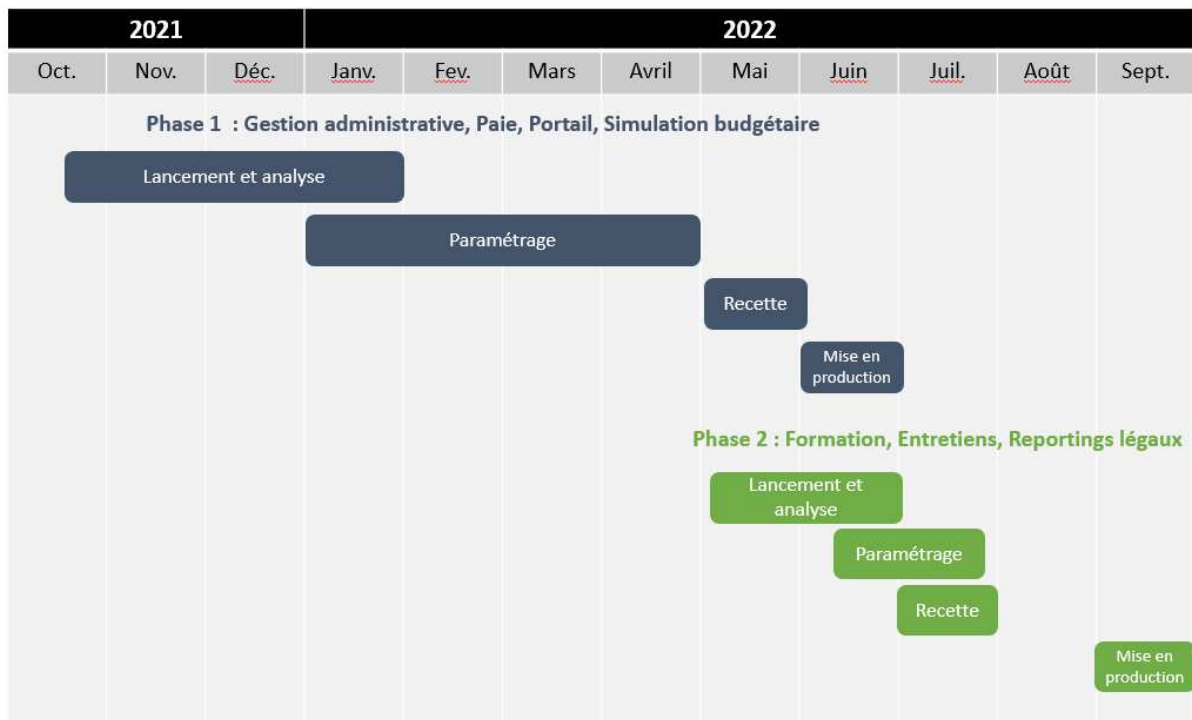 2021 2022
Oct. Nov. Déc. Janv. Fev. Mars Avril Mai Juin Juil. Août Sept.
Phase 1 : Gestion administrative, Paie, Portail, Simulation budgétaire
Lancement et analyse
Paramétrage
Recette
Mise en
production
Phase 2 : Formation, Entretiens, Reportings légaux
Lancement et
analyse
Paramétrage
Recette
Mise en
production